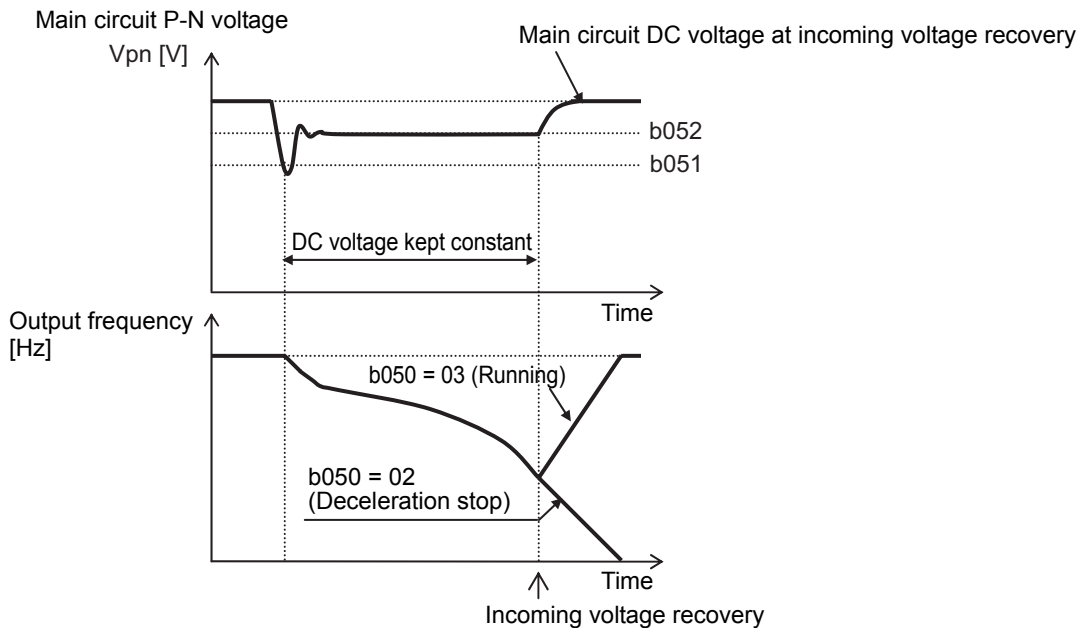 Main circuit P-N voltage
Vpn [V]
Main circuit DC voltage at incoming voltage recovery
b052
b051
DC voltage kept constant
Time
Output frequency
[Hz]
b050 = 03 (Running)
b050 = 02
(Deceleration stop)
Time
Incoming voltage recovery